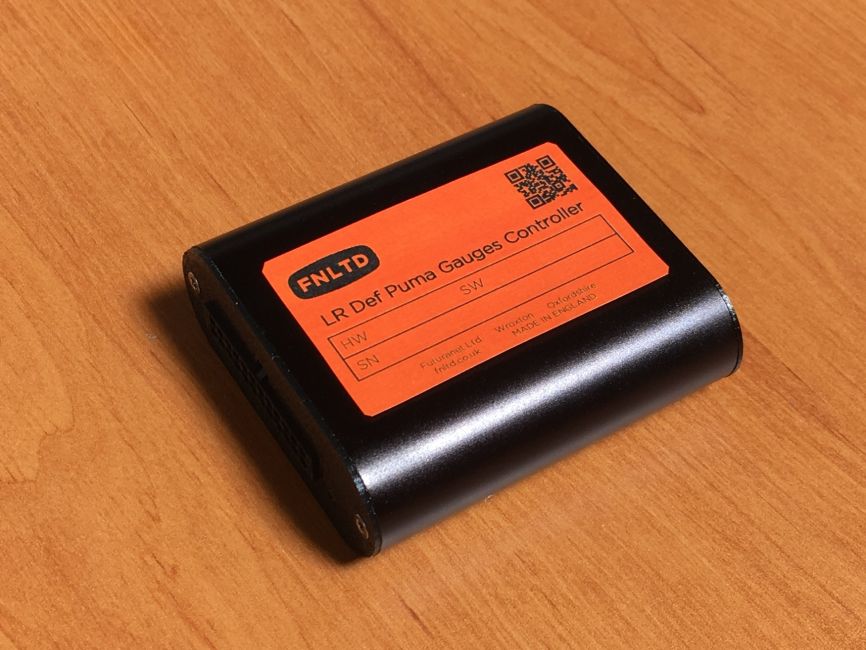 FNLTD
LR Def Puma Gauges Controller
HW SW
SN
Futuranet Ltd Wroxton Oxfordshire
fnltd.co.uk MADE IN ENGLAND